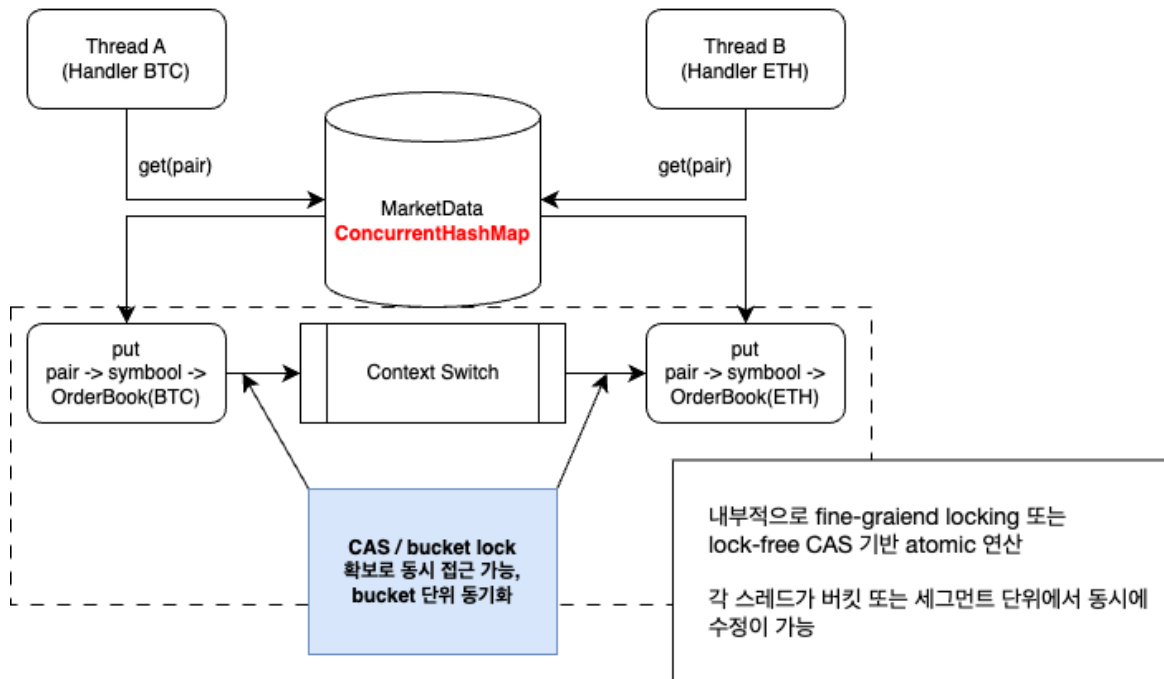 Thread A
(Handler BTC)
Thread B
(Handler ETH)
get(pair)
get(pair)
MarketData
ConcurrentHashMap
put
pair -> symbool ->
OrderBook(BTC)
Context Switch
put
pair -> symbool ->
OrderBook(ETH)
CAS / bucket lock
확보로 동시 접근 가능,
bucket 단위 동기화
내부적으로 fine-graiend locking 또는
lock-free CAS 기반 atomic 연산
각 스레드가 버킷 또는 세그먼트 단위에서 동시에
수정이 가능